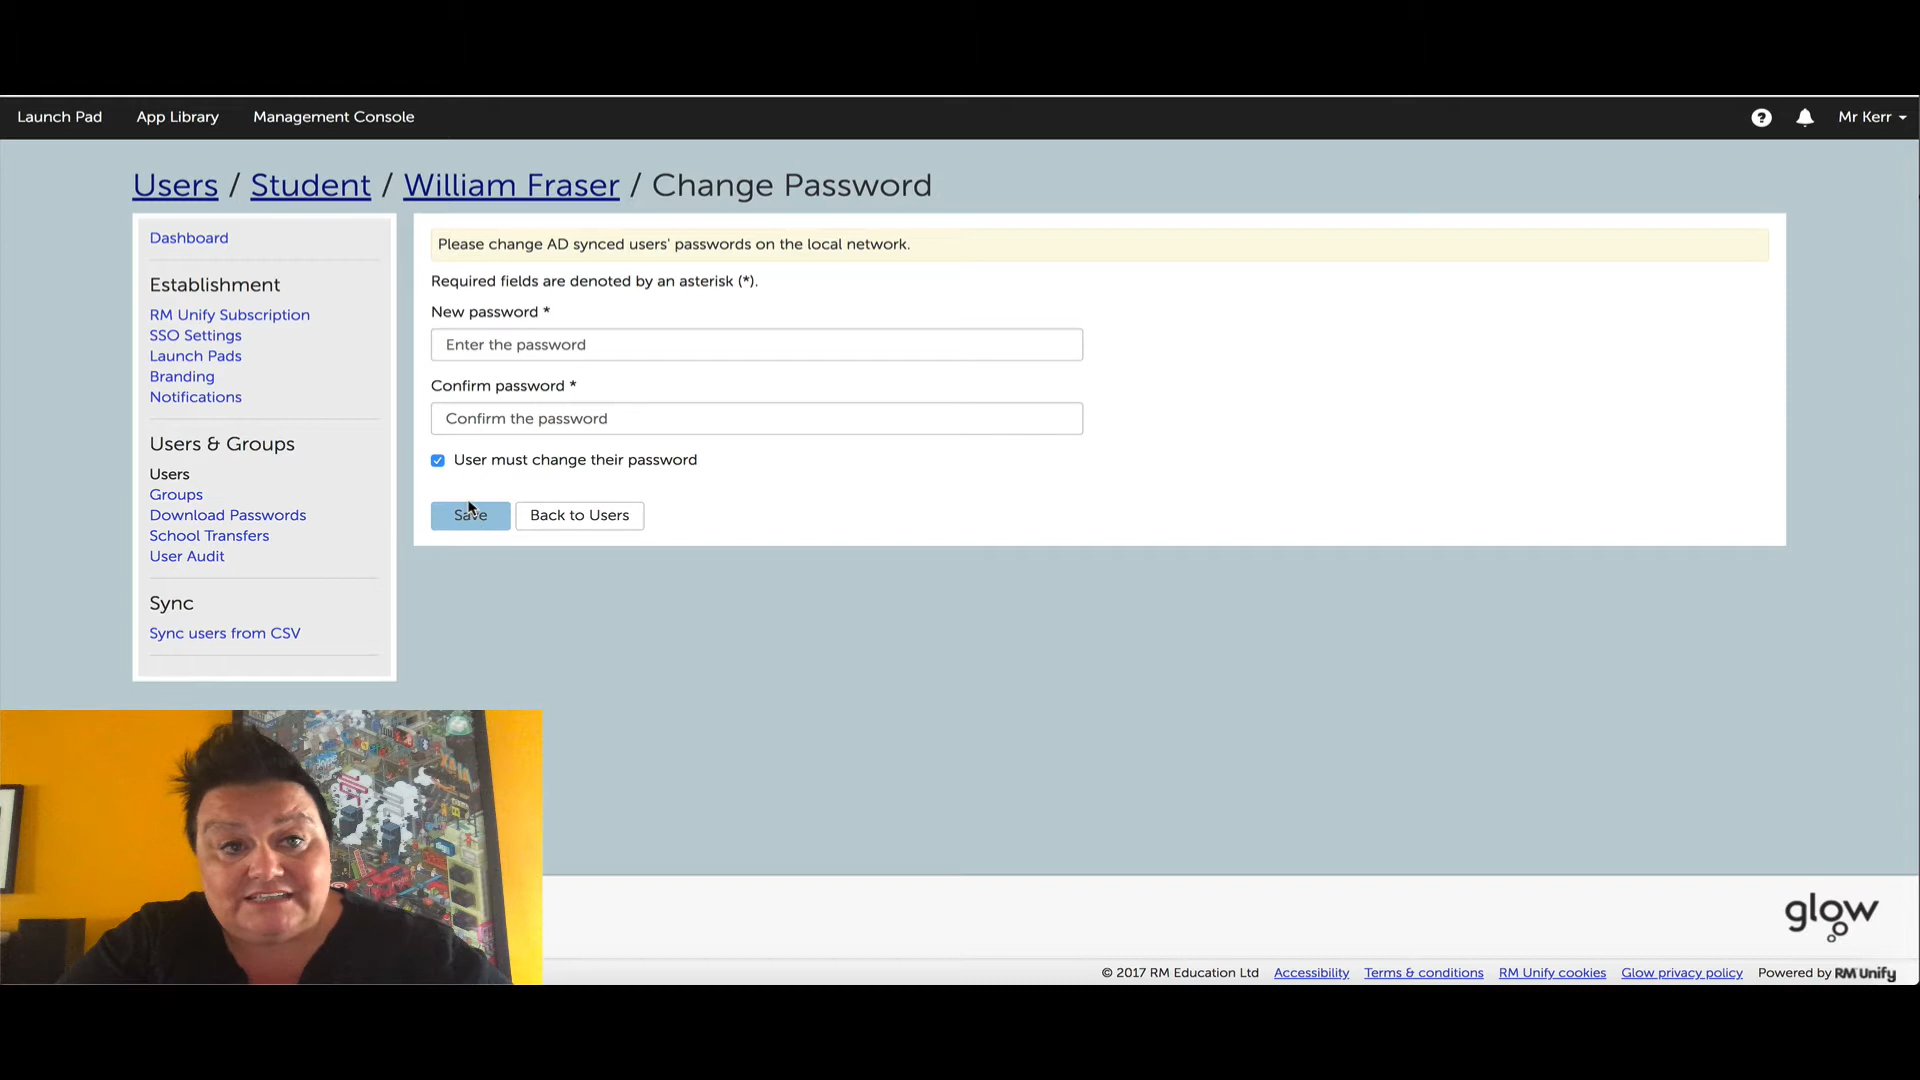 Launch Pad App Library Management Console Mr Kerr
Users / Student / William Fraser / Change Password
Dashboard
Establishment
RM Unify Subscription
SSO Settings
Launch Pads
Branding
Notifications
Users & Groups
Users
Groups
Download Passwords
School Transfers
User Audit
Sync
Sync users from CSV
Please change AD synced users' passwords on the local network.
Required fields are denoted by an asterisk (*).
New password *
Enter the password
Confirm password *
Confirm the password
User must change their password
Save Back to Users
glow
© 2017 RM Education Ltd Accessibility Terms & conditions RM Unify cookies Glow privacy policy Powered by RM Unify